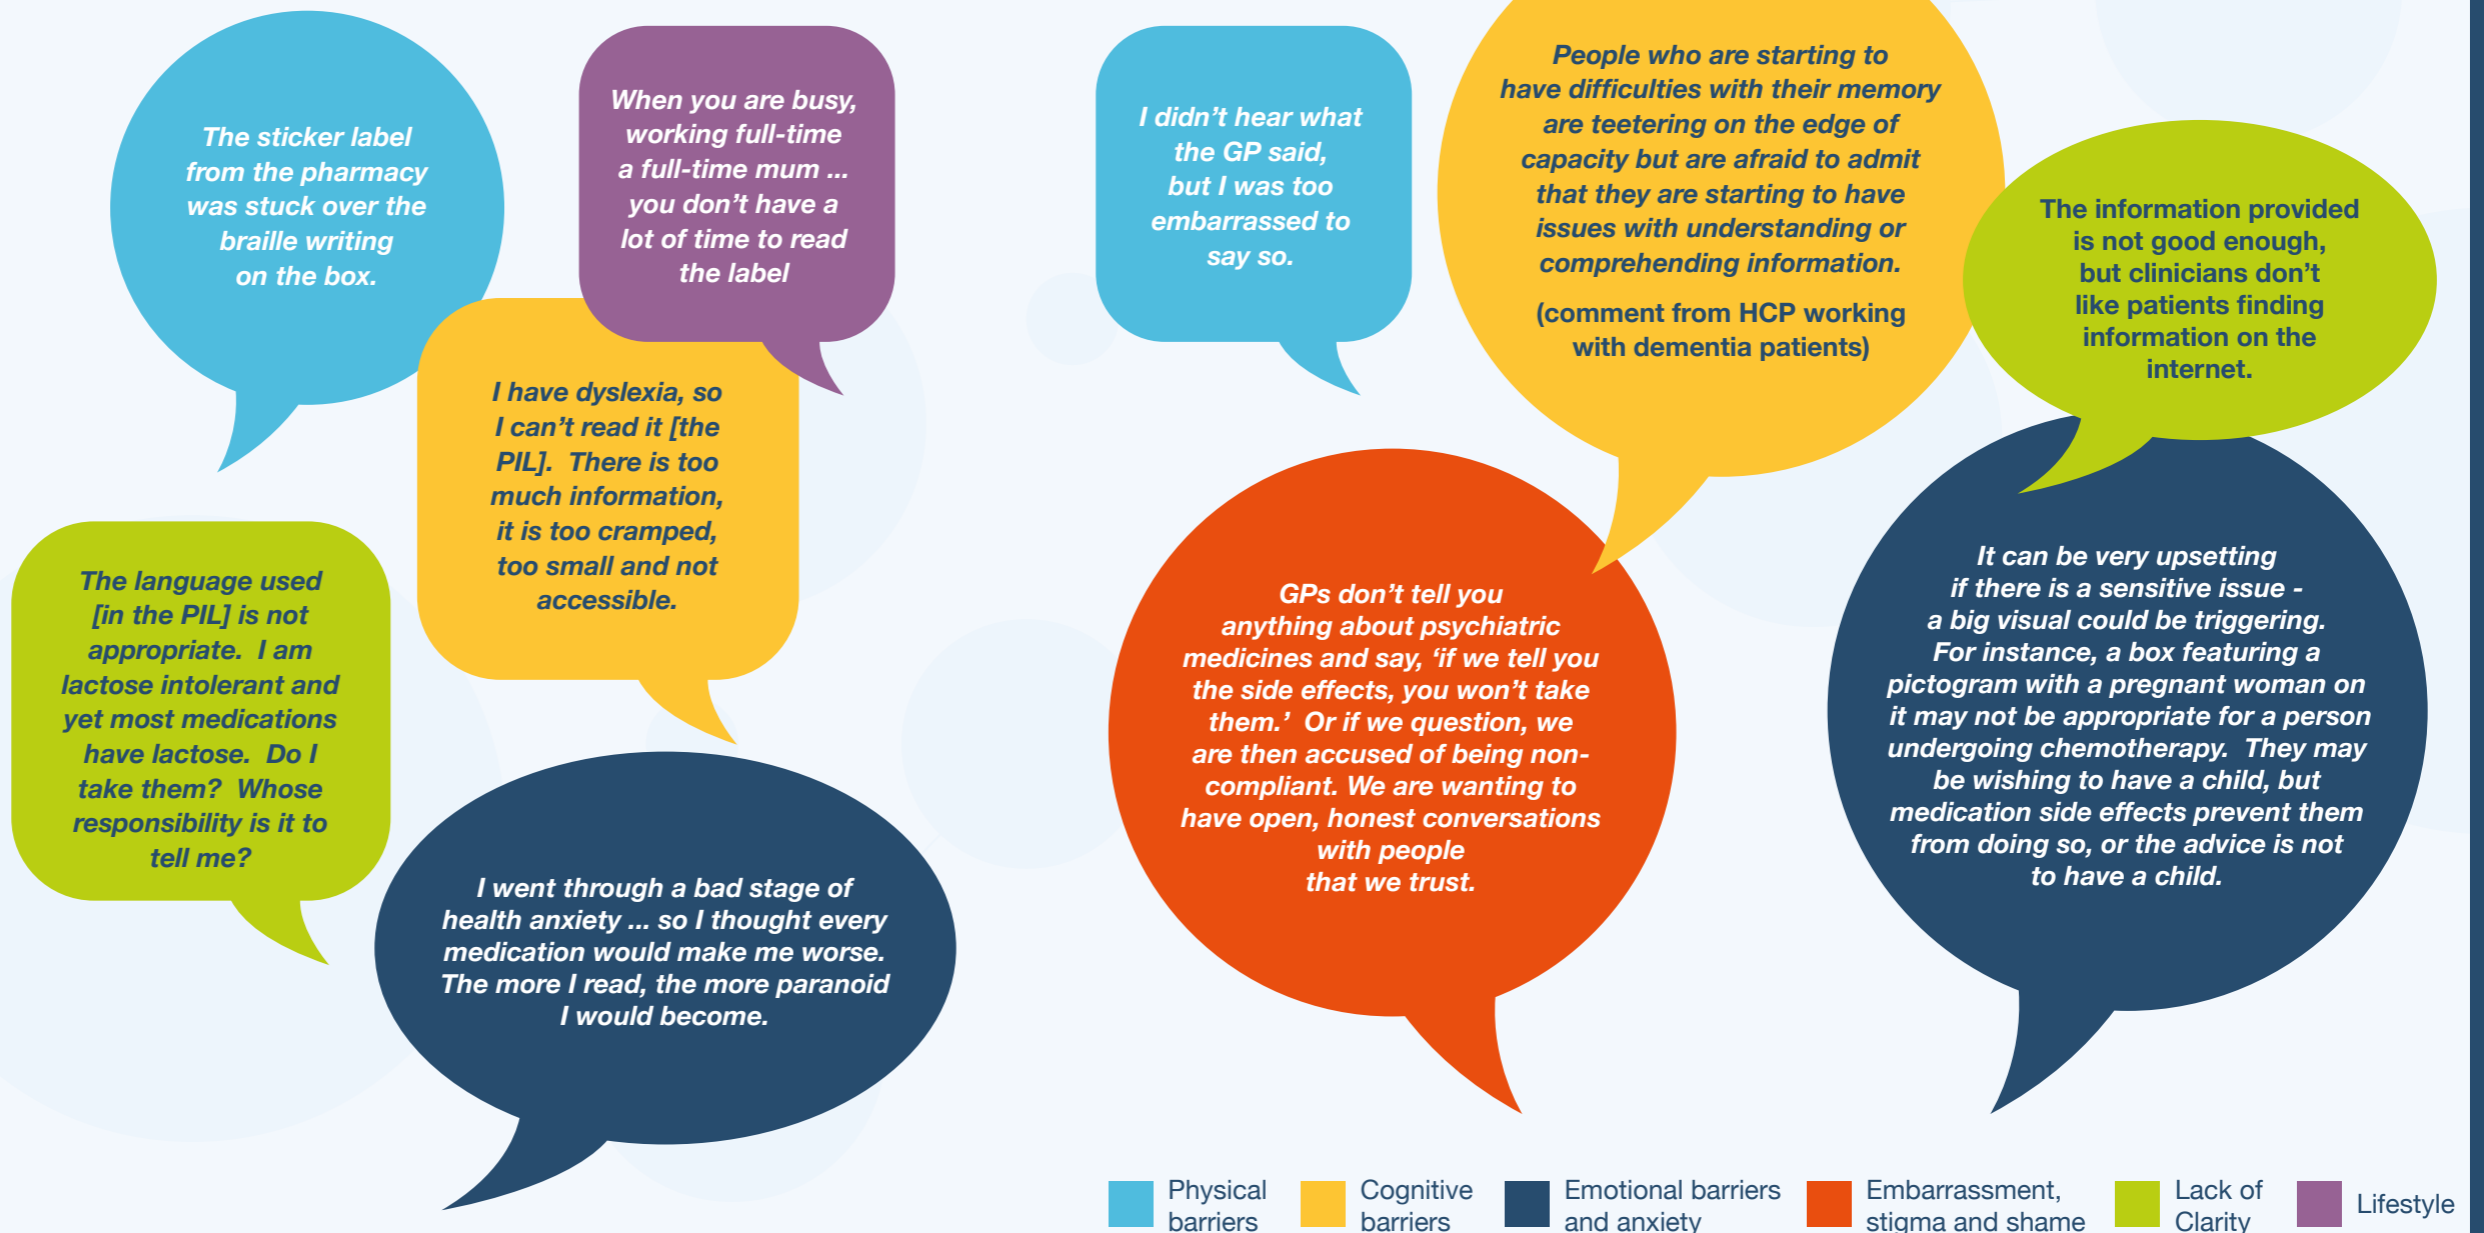 The sticker label
from the pharmacy
was stuck over the
braille writing
on the box.
When you are busy,
working full-time
a full-time mum ...
you don’t have a
lot of time to read
the label
I have dyslexia, so
I can’t read it [the
PIL].  There is too
much information,
it is too cramped,
too small and not
accessible.
The language used
[in the PIL] is not
appropriate.  I am
lactose intolerant and
yet most medications
have lactose.  Do I
take them?  Whose
responsibility is it to
tell me?
I went through a bad stage of
health anxiety ... so I thought every
medication would make me worse.
The more I read, the more paranoid
I would become.
I didn’t hear what
the GP said,
but I was too
embarrassed to
say so.
People who are starting to
have difficulties with their memory
are teetering on the edge of
capacity but are afraid to admit
that they are starting to have
issues with understanding or
comprehending information.
(comment from HCP working
with dementia patients)
The information provided
is not good enough,
but clinicians don’t
like patients finding
information on the
internet.
GPs don’t tell you
anything about psychiatric
medicines and say, ‘if we tell you
the side effects, you won’t take
them.’  Or if we question, we
are then accused of being non-
compliant. We are wanting to
have open, honest conversations
with people
that we trust.
It can be very upsetting
if there is a sensitive issue -
a big visual could be triggering.
For instance, a box featuring a
pictogram with a pregnant woman on
it may not be appropriate for a person
undergoing chemotherapy.  They may
be wishing to have a child, but
medication side effects prevent them
from doing so, or the advice is not
to have a child.
Physical
barriers
Cognitive
barriers
Emotional barriers
and anxiety
Embarrassment,
stigma and shame
Lack of
Clarity
Lifestyle